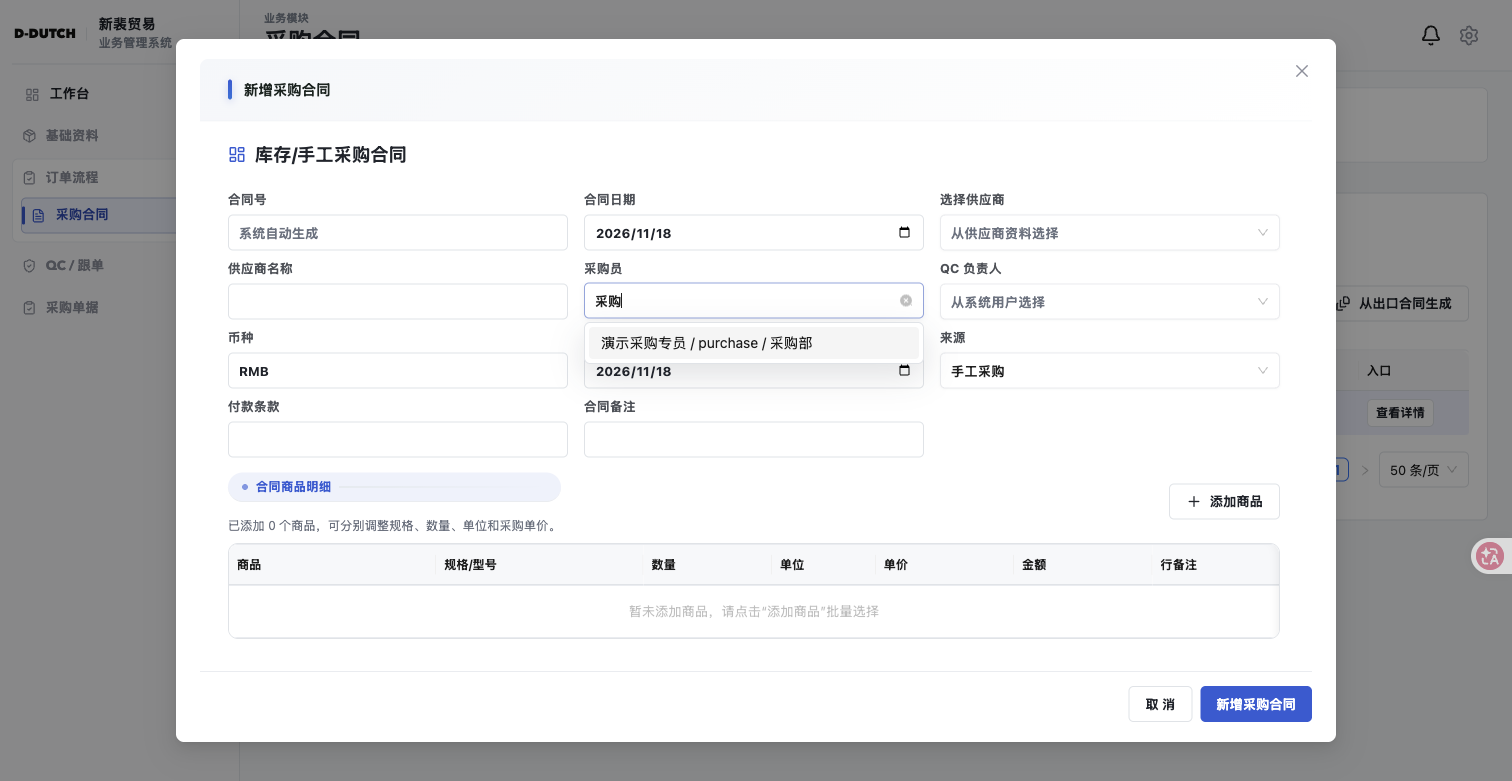 D-DUTCH
新裴贸易
业务管理系统
业务模块
采购合同
工作台
基础资料
订单流程
采购合同
QC / 跟单
采购单据
新增采购合同
库存/手工采购合同
合同号
合同日期
选择供应商
系统自动生成
2026/11/18
从供应商资料选择
供应商名称
采购员
QC 负责人
采购
从系统用户选择
从出口合同生成
币种
来源
演示采购专员 / purchase / 采购部
RMB
2026/11/18
手工采购
入口
付款条款
合同备注
查看详情
合同商品明细
1
50 条/页
添加商品
已添加 0 个商品，可分别调整规格、数量、单位和采购单价。
商品
规格/型号
数量
单位
单价
金额
行备注
暂未添加商品，请点击“添加商品”批量选择
取 消
新增采购合同